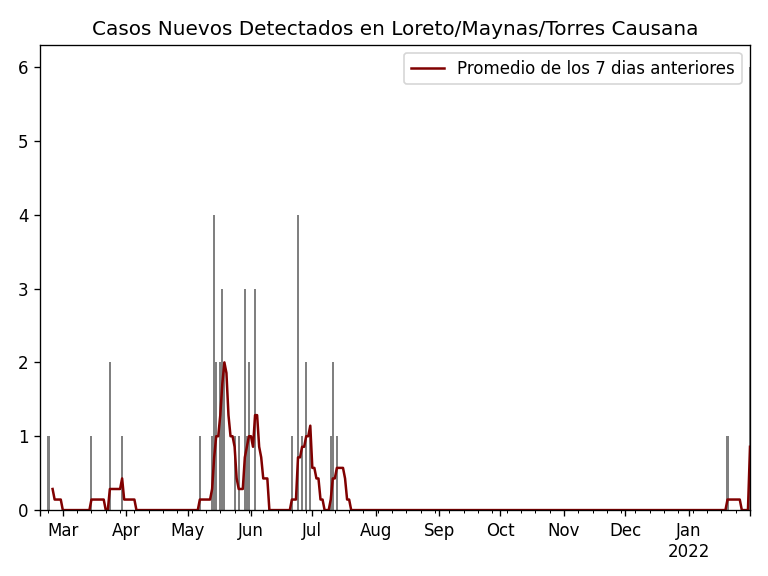 Casos Nuevos Detectados en Loreto/Maynas/Torres Causana
Promedio de los 7 dias anteriores
6
5
4
3
2
1
0
Mar Apr May Jun Jul Aug Sep Oct Nov Dec Jan
2022